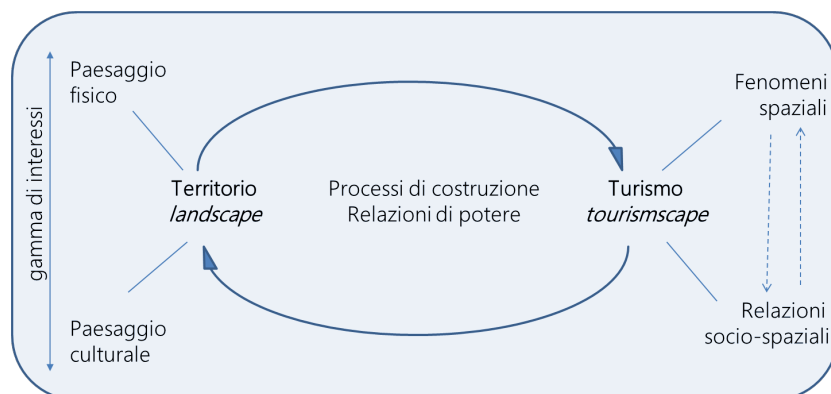 gamma di interessi
Paesaggio
fisico
Paesaggio
culturale
Territorio
landscape
Processi di costruzione
Relazioni di potere
Turismo
tourismscape
Fenomeni
spaziali
Relazioni
socio-spaziali